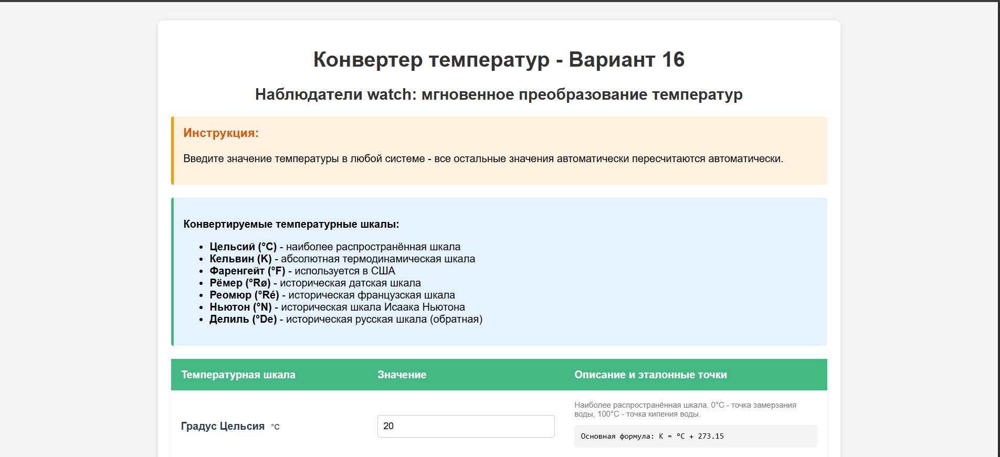 Конвертер температур - Вариант 16
Наблюдатели watch: мгновенное преобразование температур
Инструкция:
Введите значение температуры в любой системе - все остальные значения автоматически пересчитаются автоматически.
Конвертируемые температурные шкалы:
• Цельсий (°C) - наиболее распространённая шкала
• Кельвин (K) - абсолютная термодинамическая шкала
• Фаренгейт (°F) - используется в США
• Рёмер (°Rø) - историческая датская шкала
• Реомюр (°Ré) - историческая французская шкала
• Ньютон (°N) - историческая шкала Исаака Ньютона
• Делиль (°De) - историческая русская шкала (обратная)
Температурная шкала Значение Описание и эталонные точки
Наиболее распространённая шкала. 0°C - точка замерзания
воды, 100°C - точка кипения воды.
Градус Цельсия °C 20
Основная формула: K = °C + 273.15